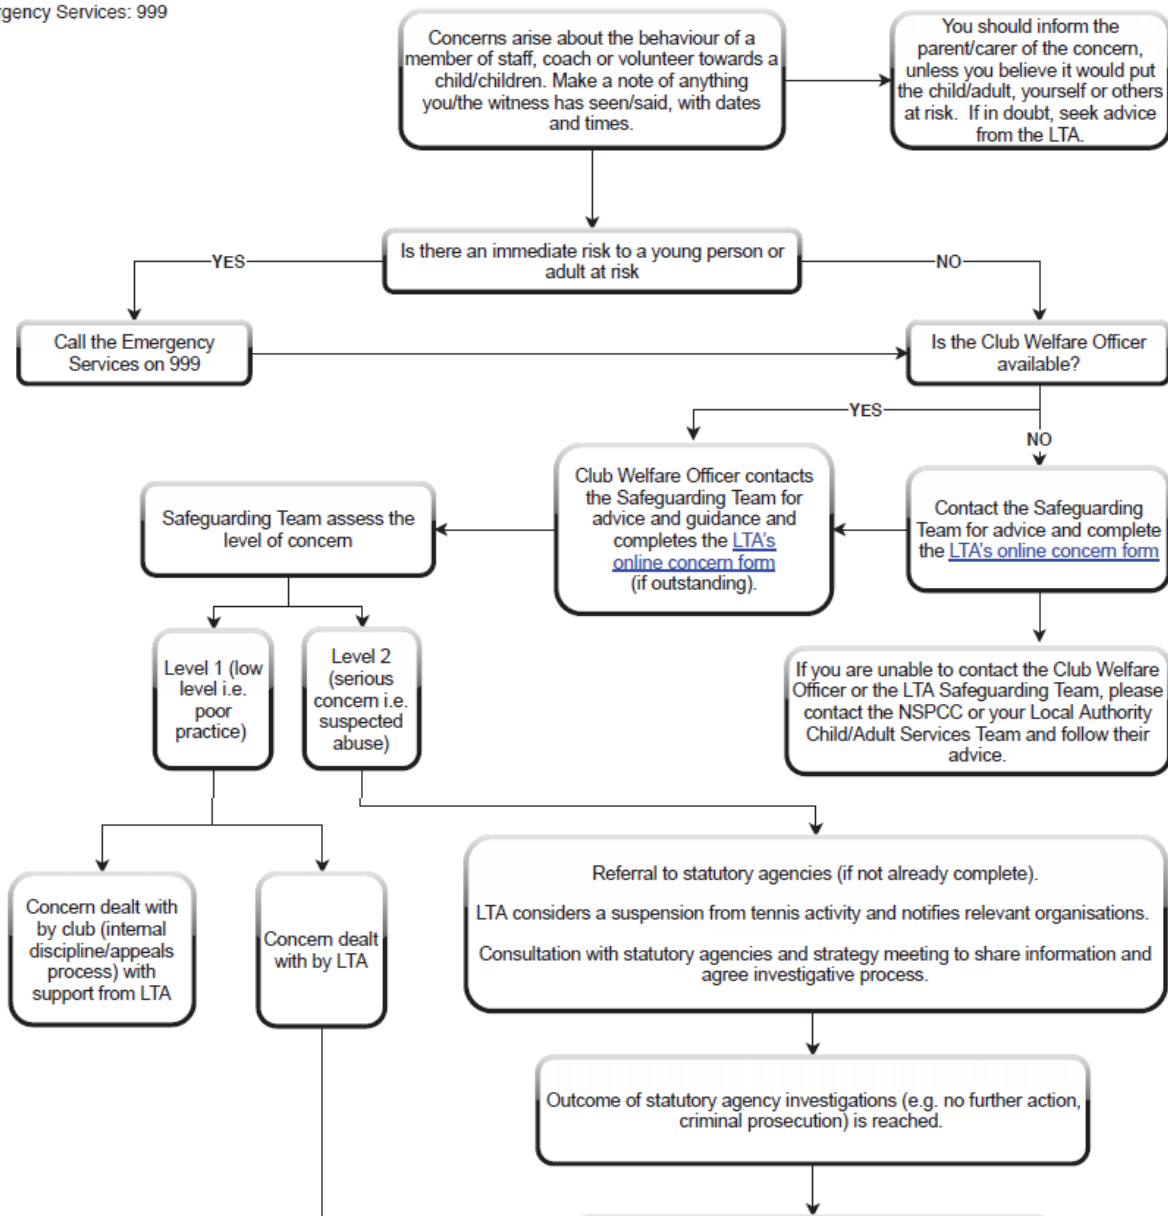 rgency Services: 999
Concerns arise about the behaviour of a
member of staff, coach or volunteer towards a
child/children. Make a note of anything
you/the witness has seen/said, with dates
and times.
You should inform the
parent/carer of the concern,
unless you believe it would put
the child/adult, yourself or others
at risk. If in doubt, seek advice
from the LTA.
Is there an immediate risk to a young person or
adult at risk
YES
NO
Call the Emergency
Services on 999
Is the Club Welfare Officer
available?
YES
NO
Club Welfare Officer contacts
the Safeguarding Team for
advice and guidance and
completes the LTA's
online concern form
(if outstanding).
Contact the Safeguarding
Team for advice and complete
the LTA's online concern form
Safeguarding Team assess the
level of concern
Level 1 (low
level i.e.
poor
practice)
Level 2
(serious
concern i.e.
suspected
abuse)
If you are unable to contact the Club Welfare
Officer or the LTA Safeguarding Team, please
contact the NSPCC or your Local Authority
Child/Adult Services Team and follow their
advice.
Concern dealt with
by club (internal
discipline/appeals
process) with
support from LTA
Concern dealt
with by LTA
Referral to statutory agencies (if not already complete).
LTA considers a suspension from tennis activity and notifies relevant organisations.
Consultation with statutory agencies and strategy meeting to share information and
agree investigative process.
Outcome of statutory agency investigations (e.g. no further action,
criminal prosecution) is reached.